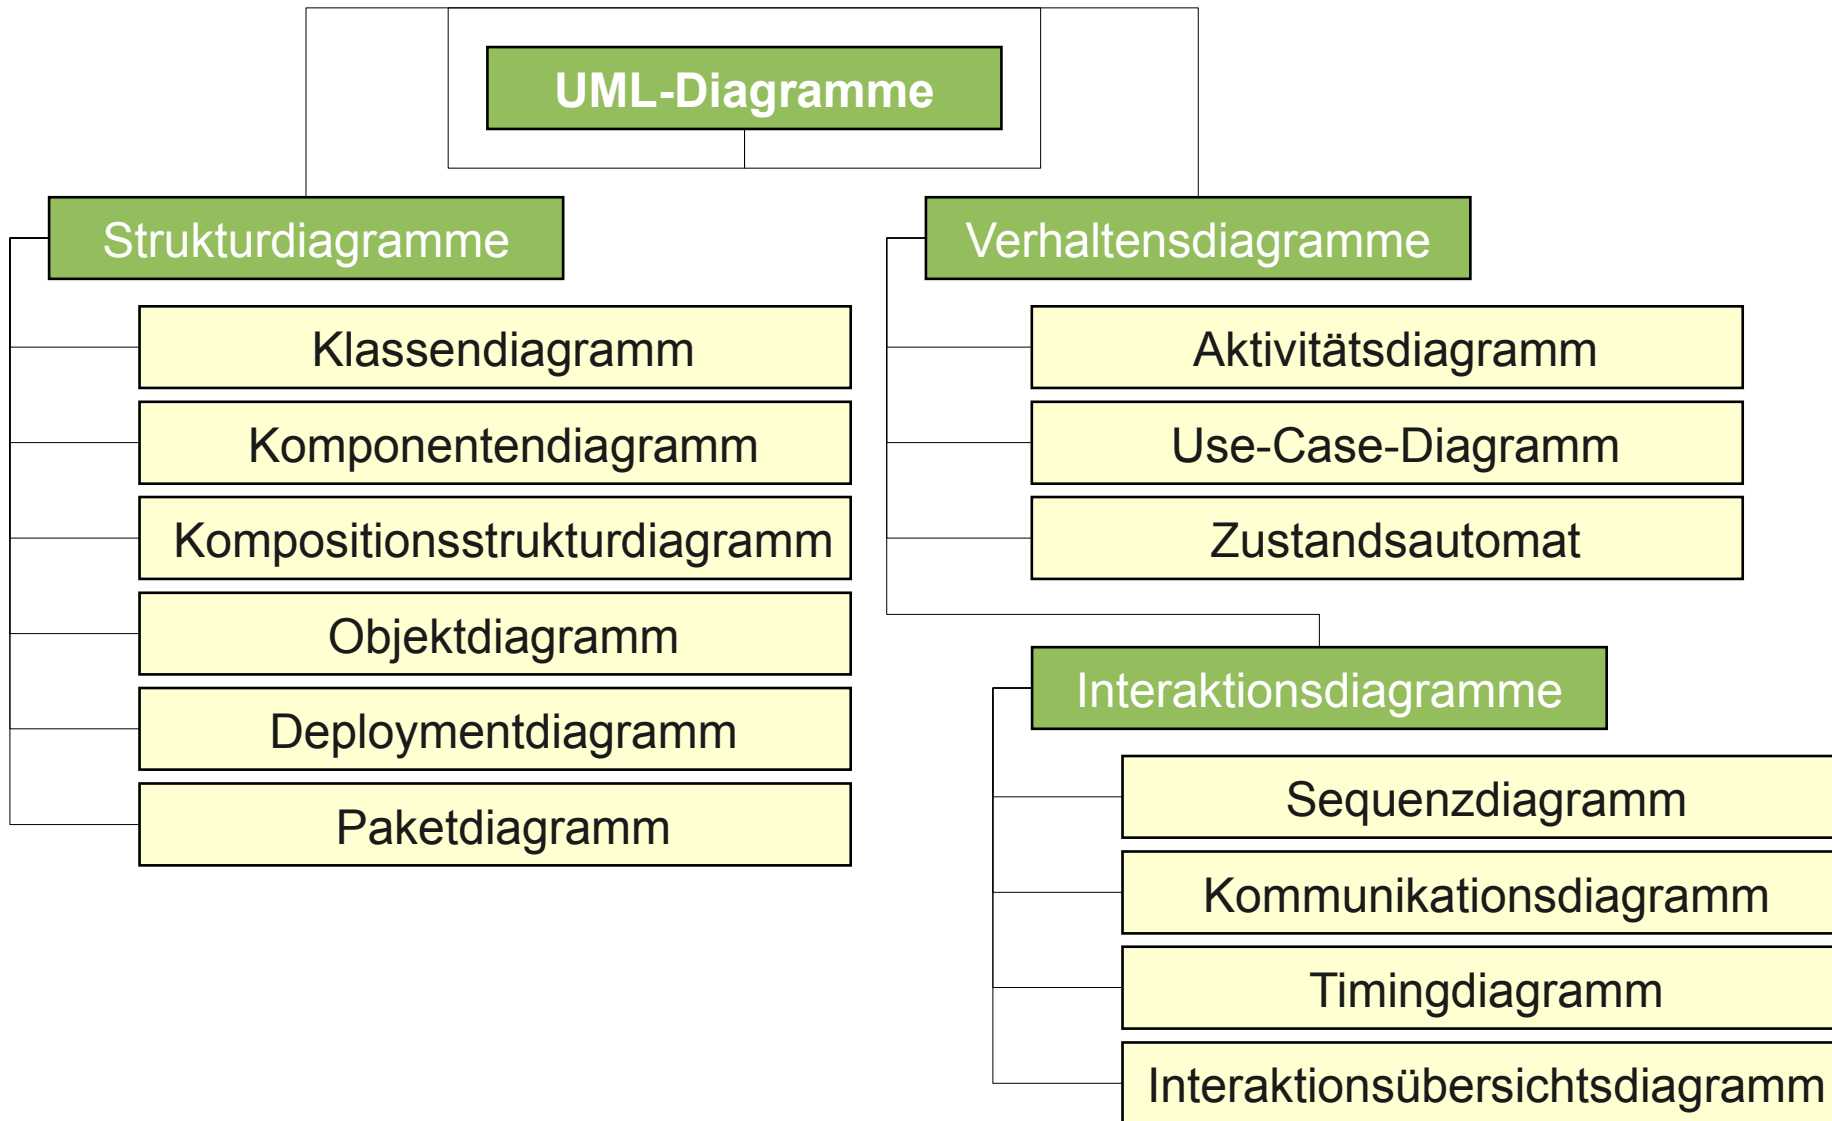 UML-Diagramme
Strukturdiagramme
Klassendiagramm
Komponentendiagramm
Kompositionsstrukturdiagramm
Objektdiagramm
Deploymentdiagramm
Paketdiagramm
Verhaltensdiagramme
Aktivitätsdiagramm
Use-Case-Diagramm
Zustandsautomat
Interaktionsdiagramme
Sequenzdiagramm
Kommunikationsdiagramm
Timingdiagramm
Interaktionsübersichtsdiagramm